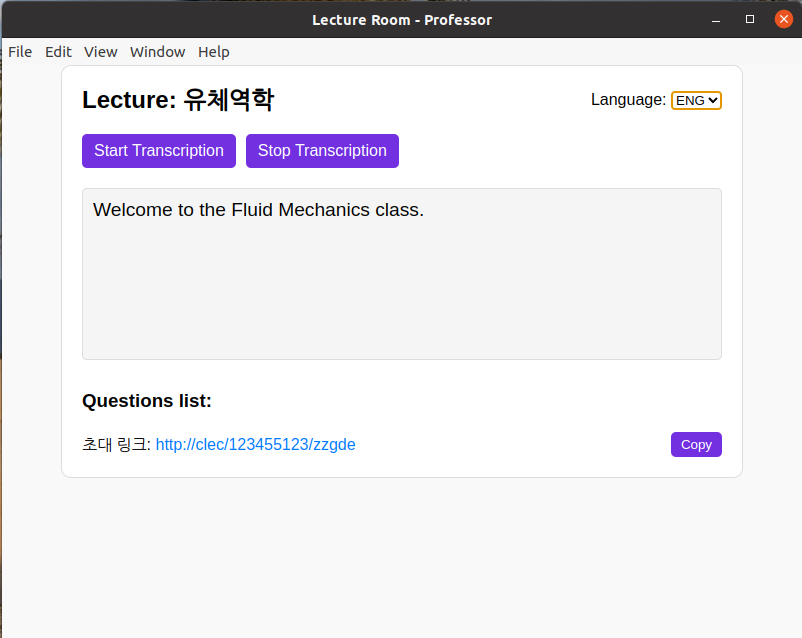 Lecture Room - Professor
File Edit View Window Help
Lecture: 유체역학
Language: ENG
Start Transcription Stop Transcription
Welcome to the Fluid Mechanics class.
Questions list:
초대 링크: http://clec/123455123/zzgde
Copy